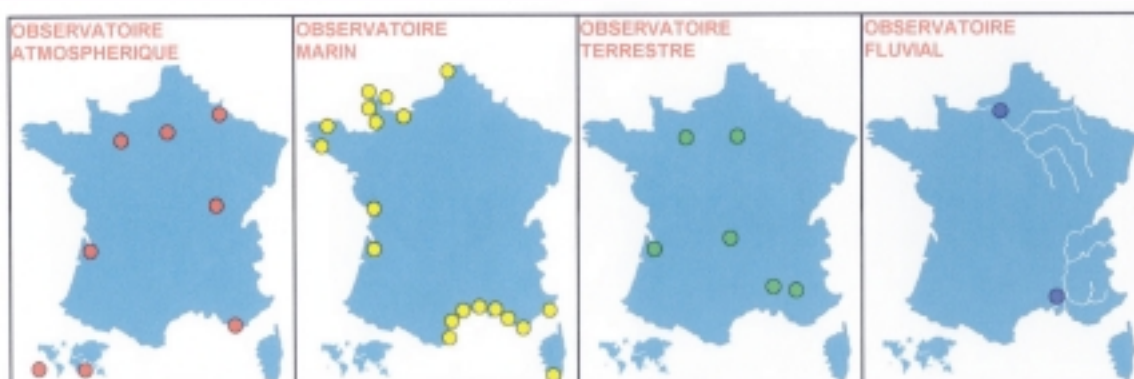 OBSERVATOIRE
ATMOSPHERIQUE
OBSERVATOIRE
MARIN
OBSERVATOIRE
TERRESTRE
OBSERVATOIRE
FLUVIAL